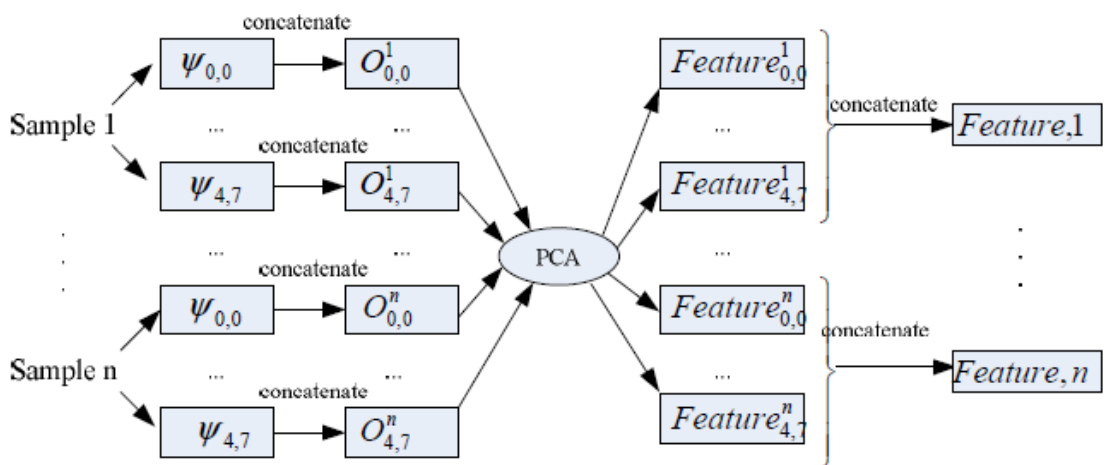 concatenate
ψ0,0
O¹0,0
Feature¹0,0
Sample 1
...
...
...
concatenate
Feature,1
concatenate
ψ4,7
O¹4,7
Feature¹4,7
...
...
PCA
...
concatenate
ψ0,0
Oⁿ0,0
Featureⁿ0,0
concatenate
Sample n
...
...
...
Feature,n
concatenate
ψ4,7
Oⁿ4,7
Featureⁿ4,7